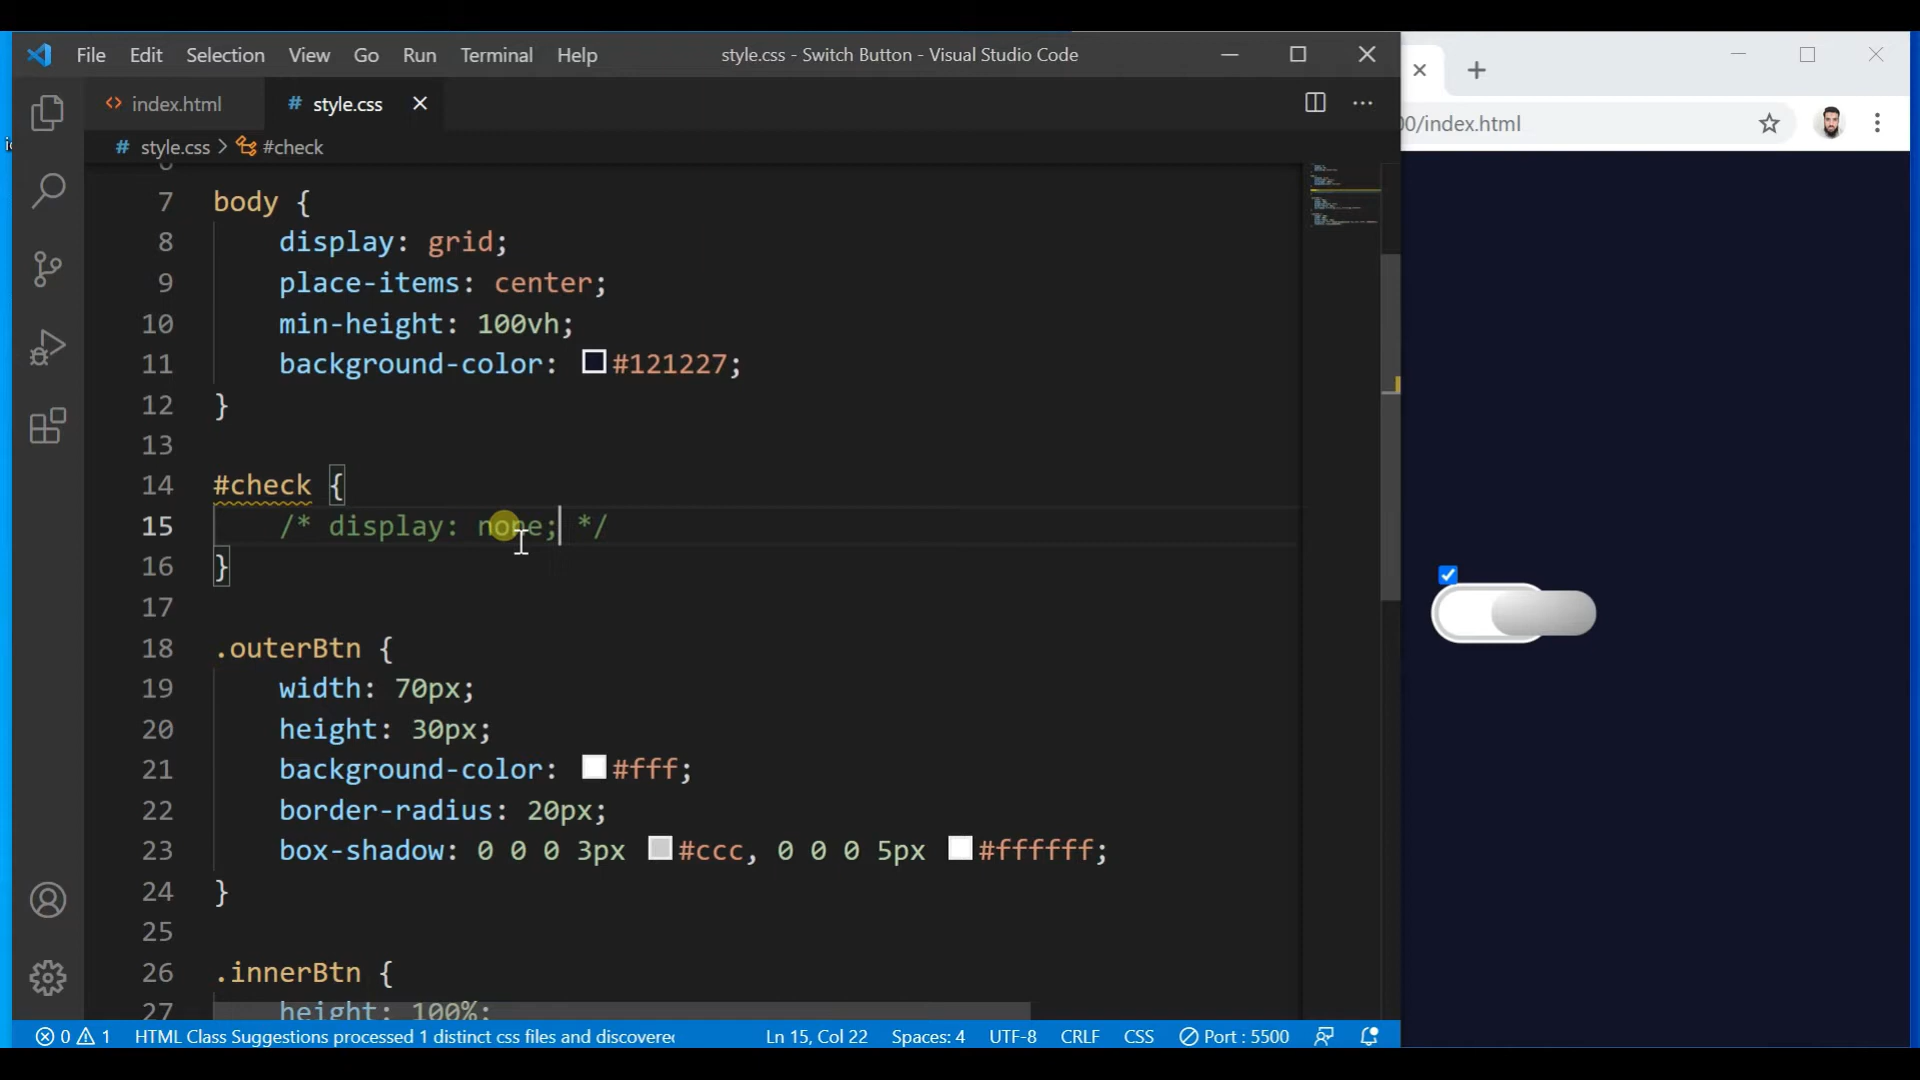 File Edit Selection View Go Run Terminal Help style.css - Switch Button - Visual Studio Code
index.html # style.css
00/index.html
# style.css > #check
7 body {
8 display: grid;
9 place-items: center;
10 min-height: 100vh;
11 background-color: #121227;
12 }
13
14 #check {
15 /* display: none; */
16 }
17
18 .outerBtn {
19 width: 70px;
20 height: 30px;
21 background-color: #fff;
22 border-radius: 20px;
23 box-shadow: 0 0 0 3px #ccc, 0 0 0 5px #ffffff;
24 }
25
26 .innerBtn {
27 height: 100%;
0 1 HTML Class Suggestions processed 1 distinct css files and discovered Ln 15, Col 22 Spaces: 4 UTF-8 CRLF CSS Port : 5500